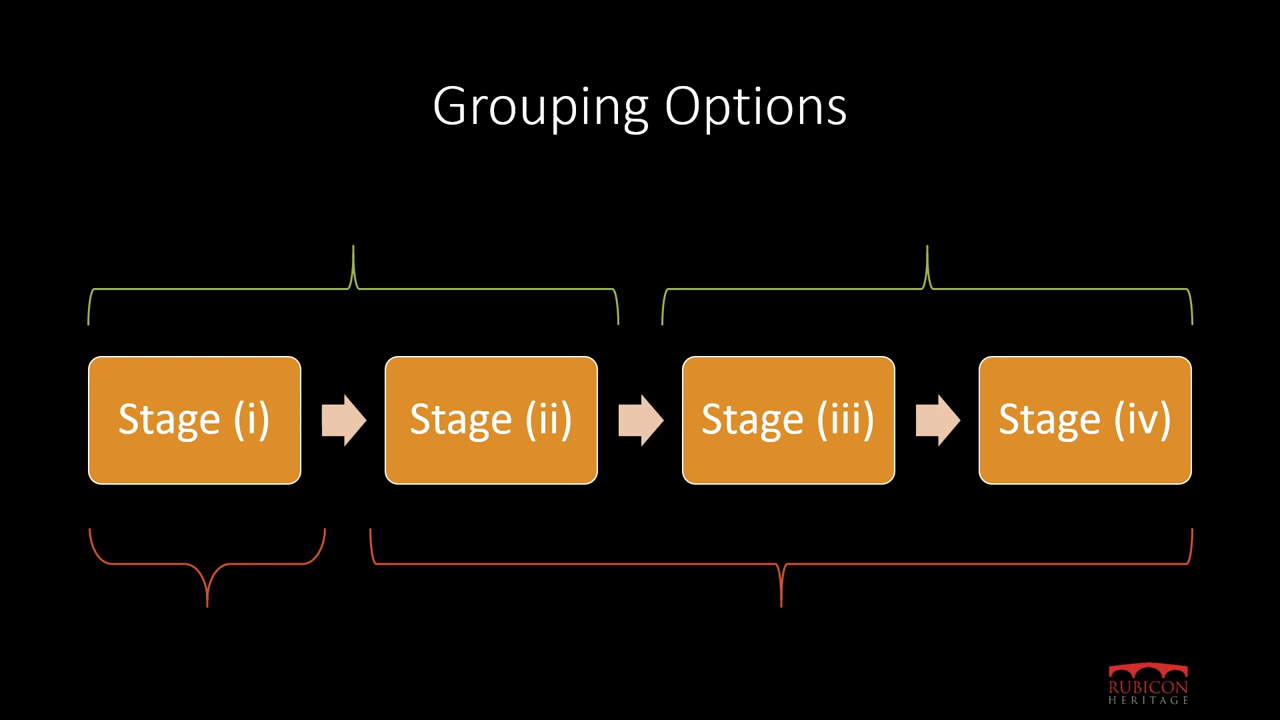 Grouping Options
Stage (i)
Stage (ii)
Stage (iii)
Stage (iv)
RUBICON
HERITAGE